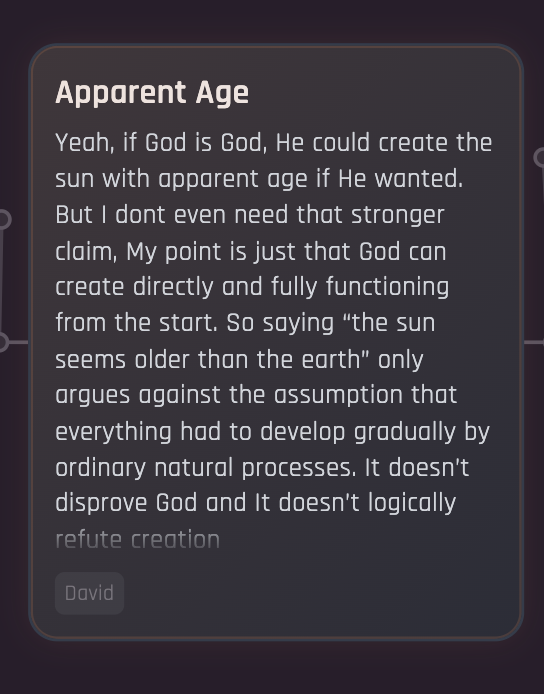 Apparent Age
Yeah, if God is God, He could create the
sun with apparent age if He wanted.
But I dont even need that stronger
claim, My point is just that God can
create directly and fully functioning
from the start. So saying “the sun
seems older than the earth” only
argues against the assumption that
everything had to develop gradually by
ordinary natural processes. It doesn’t
disprove God and It doesn’t logically
refute creation
David